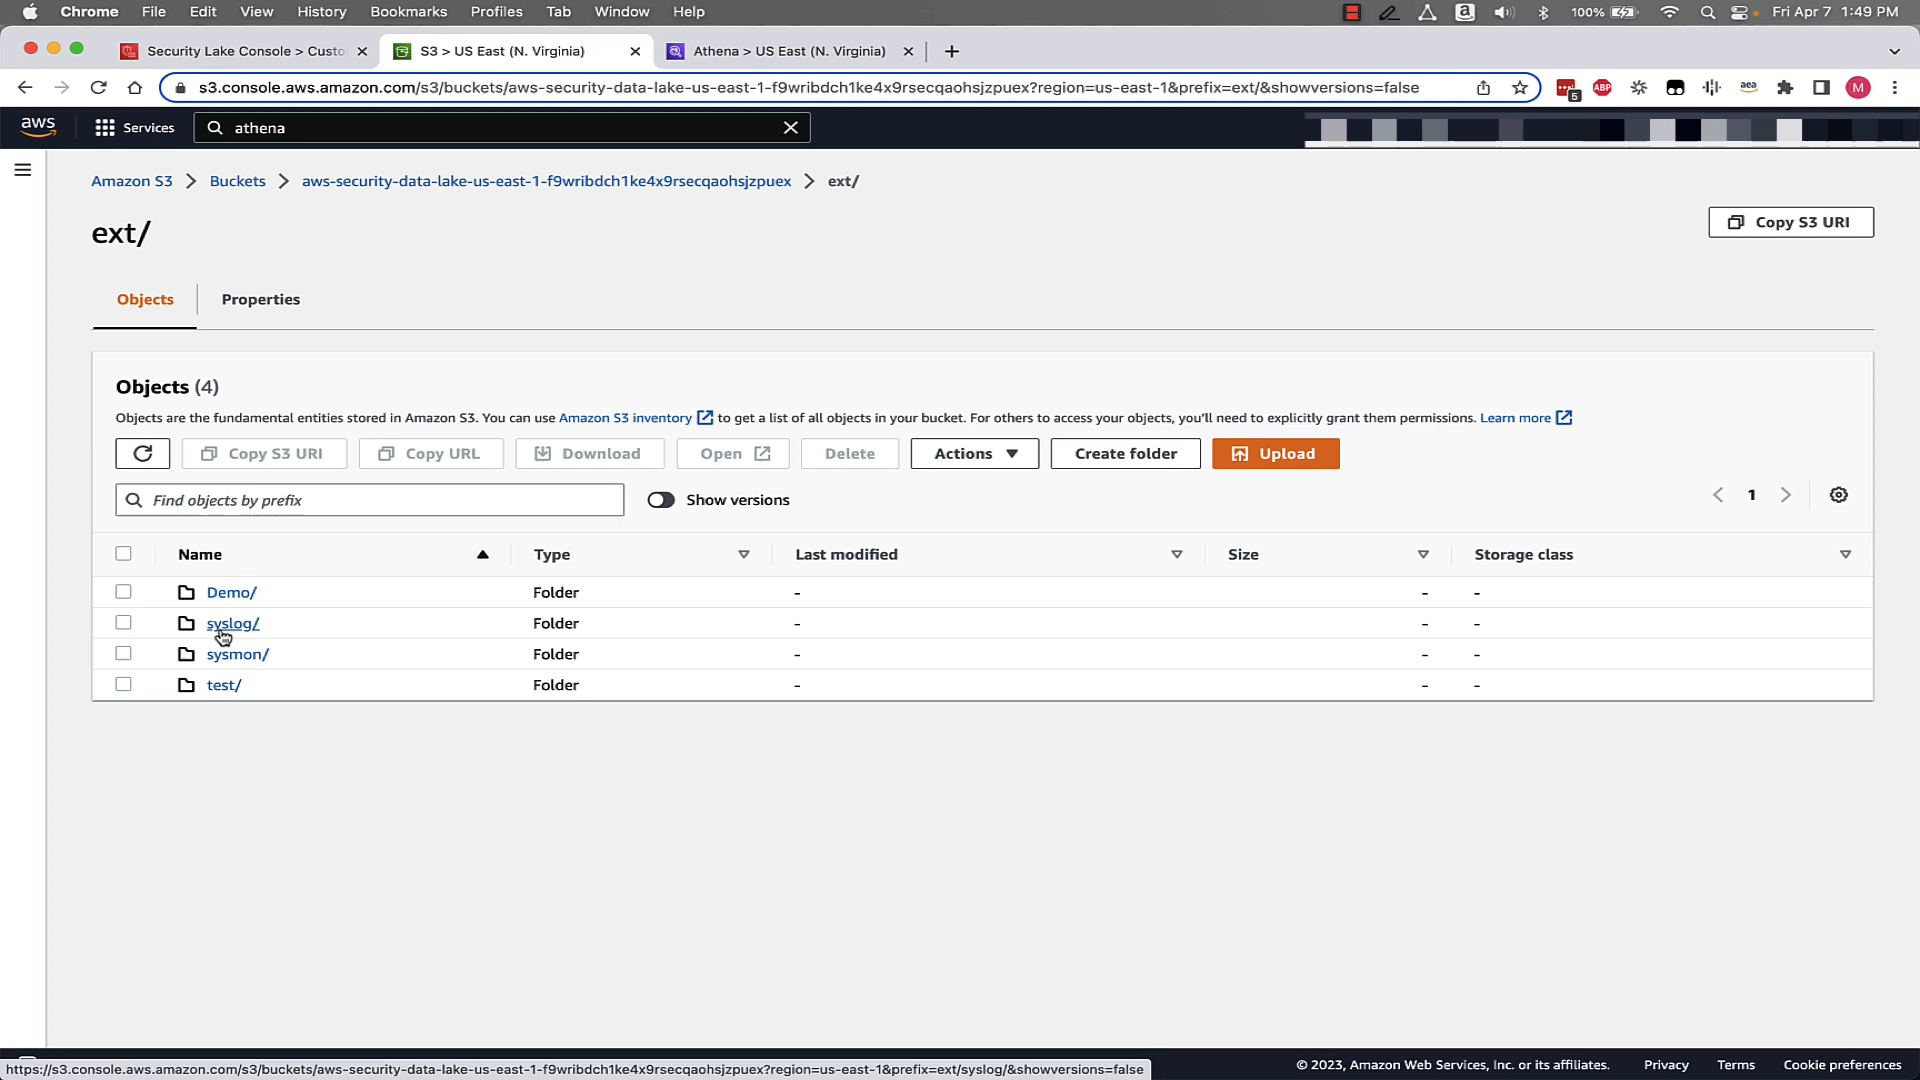 Chrome File Edit View History Bookmarks Profiles Tab Window Help 100% Fri Apr 7 1:49 PM
Security Lake Console > Custo S3 > US East (N. Virginia) Athena > US East (N. Virginia)
s3.console.aws.amazon.com/s3/buckets/aws-security-data-lake-us-east-1-f9wribdch1ke4x9rsecqaohsjzpuex?region=us-east-1&prefix=ext/&showversions=false 5 ABP aea M
aws Services athena
Amazon S3 > Buckets > aws-security-data-lake-us-east-1-f9wribdch1ke4x9rsecqaohsjzpuex > ext/
ext/
Copy S3 URI
Objects Properties
Objects (4)
Objects are the fundamental entities stored in Amazon S3. You can use Amazon S3 inventory to get a list of all objects in your bucket. For others to access your objects, you'll need to explicitly grant them permissions. Learn more
Copy S3 URI Copy URL Download Open Delete Actions Create folder Upload
Find objects by prefix Show versions 1
Name Type Last modified Size Storage class
Demo/ Folder - - -
syslog/ Folder - - -
sysmon/ Folder - - -
test/ Folder - - -
© 2023, Amazon Web Services, Inc. or its affiliates. Privacy Terms Cookie preferences
https://s3.console.aws.amazon.com/s3/buckets/aws-security-data-lake-us-east-1-f9wribdch1ke4x9rsecqaohsjzpuex?region=us-east-1&prefix=ext/syslog/&showversions=false